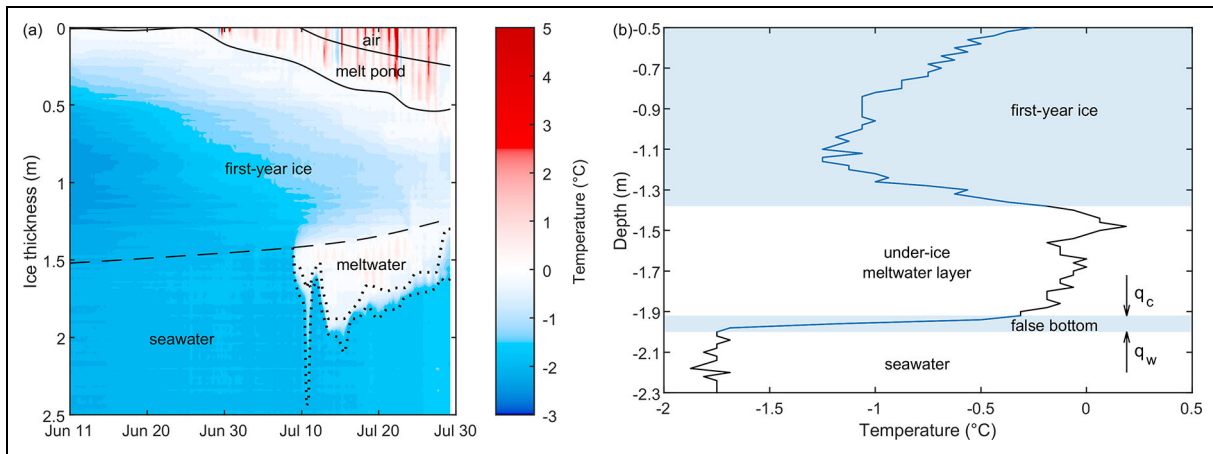 (a)
0
0.5
1
1.5
2
2.5
Ice thickness (m)
air
melt pond
first-year ice
meltwater
seawater
Jun 11
Jun 20
Jun 30
Jul 10
Jul 20
Jul 30
5
4
3
2
1
0
-1
-2
-3
Temperature (°C)
(b)
-0.5
-0.7
-0.9
-1.1
-1.3
-1.5
-1.7
-1.9
-2.1
-2.3
Depth (m)
first-year ice
under-ice
meltwater layer
q c
false bottom
q w
seawater
-2
-1.5
-1
-0.5
0
0.5
Temperature (°C)